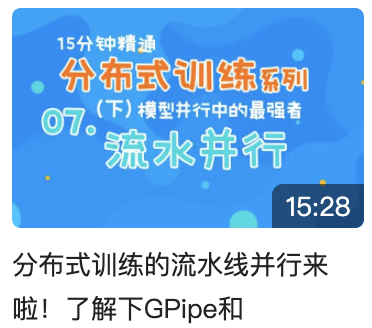 15分钟精通
分布式训练系列
07.
(下)模型并行中的最强者
流水并行
15:28
分布式训练的流水线并行来
啦！了解下GPipe和